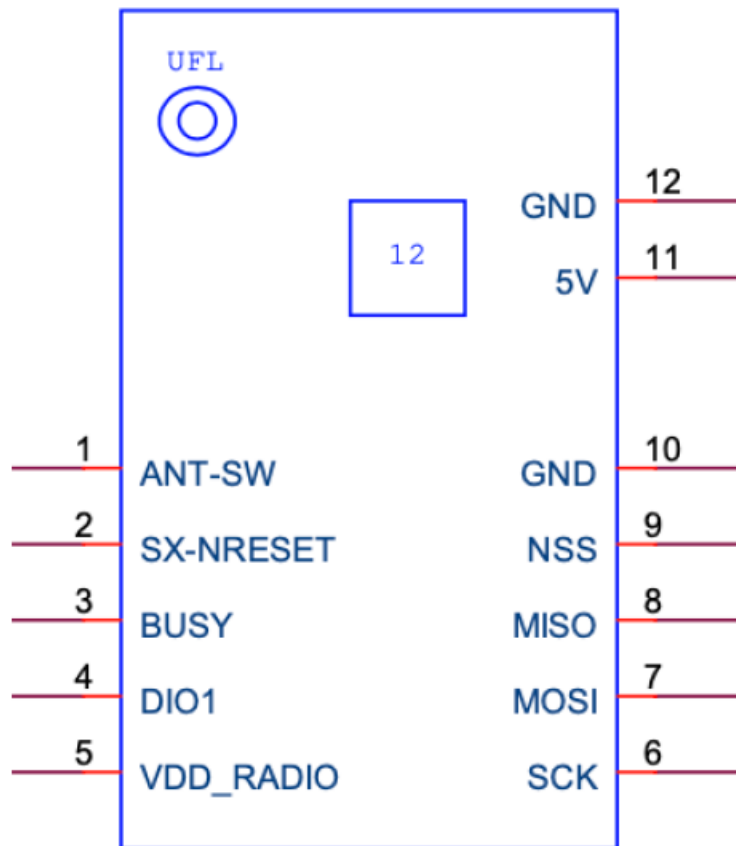 UFL
12
GND 12
5V 11
1 ANT-SW
GND 10
2 SX-NRESET
NSS 9
3 BUSY
MISO 8
4 DIO1
MOSI 7
5 VDD_RADIO
SCK 6